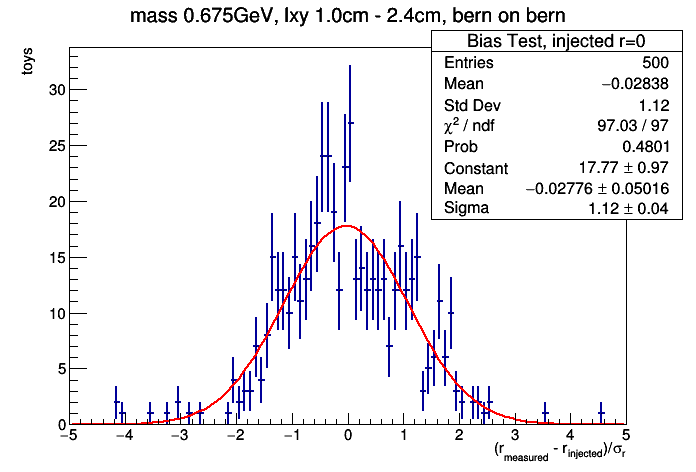 mass 0.675GeV, lxy 1.0cm - 2.4cm, bern on bern
toys
Bias Test, injected r=0
Entries 500
Mean −0.02838
Std Dev 1.12
χ² / ndf 97.03 / 97
Prob 0.4801
Constant 17.77 ± 0.97
Mean −0.02776 ± 0.05016
Sigma 1.12 ± 0.04
30
25
20
15
10
5
0
−5 −4 −3 −2 −1 0 1 2 3 4 5
(r_measured - r_injected)/σ_r